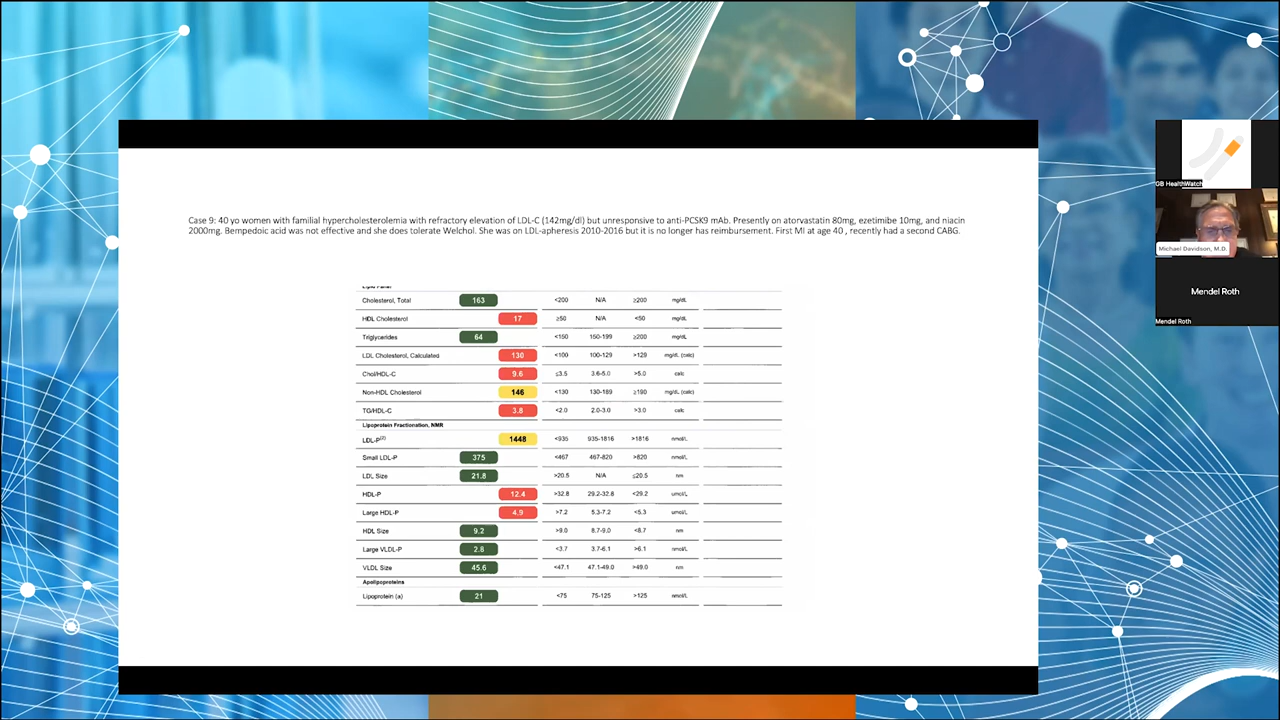 Case 9: 40 yo women with familial hypercholesterolemia with refractory elevation of LDL-C (142mg/dl) but unresponsive to anti-PCSK9 mAb. Presently on atorvastatin 80mg, ezetimibe 10mg, and niacin
2000mg. Bempedoic acid was not effective and she does tolerate Welchol. She was on LDL-apheresis 2010-2016 but it is no longer has reimbursement. First MI at age 40 , recently had a second CABG.
Cholesterol, Total 163 <200 N/A ≥200 mg/dL
HDL Cholesterol 17 ≥50 N/A <50 mg/dL
Triglycerides 64 <150 150-199 ≥200 mg/dL
LDL Cholesterol, Calculated 130 <100 100-129 >129 mg/dL (calc)
Chol/HDL-C 9.6 ≤3.5 3.6-5.0 >5.0 calc
Non-HDL Cholesterol 146 <130 130-189 ≥190 mg/dL (calc)
TG/HDL-C 3.8 <2.0 2.0-3.0 >3.0 calc
Lipoprotein Fractionation, NMR
LDL-P(2) 1448 <935 935-1816 >1816 nmol/L
Small LDL-P 375 <467 467-820 >820 nmol/L
LDL Size 21.8 >20.5 N/A ≤20.5 nm
HDL-P 12.4 >32.8 29.2-32.8 <29.2 umol/L
Large HDL-P 4.9 >7.2 5.3-7.2 <5.3 umol/L
HDL Size 9.2 >9.0 8.7-9.0 <8.7 nm
Large VLDL-P 2.8 <3.7 3.7-6.1 >6.1 nmol/L
VLDL Size 45.6 <47.1 47.1-49.0 >49.0 nm
Apolipoproteins
Lipoprotein (a) 21 <75 75-125 >125 nmol/L
GB HealthWatch
Michael Davidson, M.D.
Mendel Roth
Mendel Roth